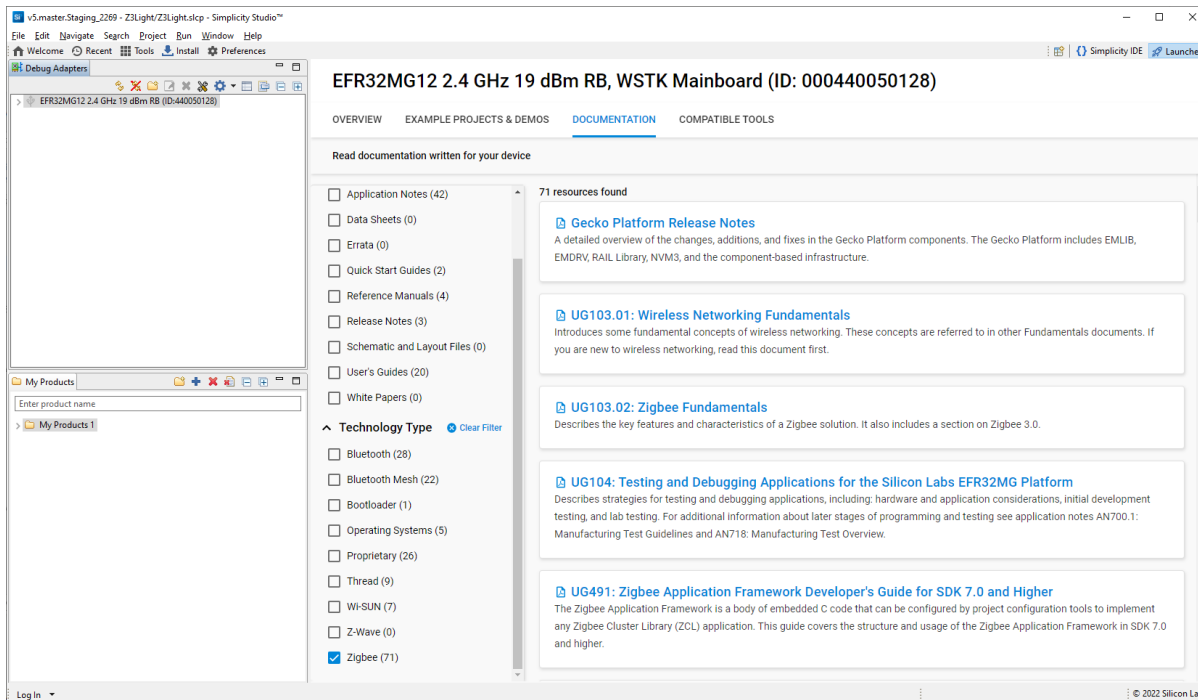 v5.master.Staging_2269 - Z3Light/Z3Light.slcp - Simplicity Studio™
File Edit Navigate Search Project Run Window Help
Welcome Recent Tools Install Preferences
Simplicity IDE Launche
Debug Adapters
EFR32MG12 2.4 GHz 19 dBm RB (ID:440050128)
My Products
Enter product name
My Products 1
EFR32MG12 2.4 GHz 19 dBm RB, WSTK Mainboard (ID: 000440050128)
OVERVIEW EXAMPLE PROJECTS & DEMOS DOCUMENTATION COMPATIBLE TOOLS
Read documentation written for your device
Application Notes (42)
Data Sheets (0)
Errata (0)
Quick Start Guides (2)
Reference Manuals (4)
Release Notes (3)
Schematic and Layout Files (0)
User's Guides (20)
White Papers (0)
Technology Type Clear Filter
Bluetooth (28)
Bluetooth Mesh (22)
Bootloader (1)
Operating Systems (5)
Proprietary (26)
Thread (9)
Wi-SUN (7)
Z-Wave (0)
Zigbee (71)
71 resources found
Gecko Platform Release Notes
A detailed overview of the changes, additions, and fixes in the Gecko Platform components. The Gecko Platform includes EMLIB,
EMDRV, RAIL Library, NVM3, and the component-based infrastructure.
UG103.01: Wireless Networking Fundamentals
Introduces some fundamental concepts of wireless networking. These concepts are referred to in other Fundamentals documents. If
you are new to wireless networking, read this document first.
UG103.02: Zigbee Fundamentals
Describes the key features and characteristics of a Zigbee solution. It also includes a section on Zigbee 3.0.
UG104: Testing and Debugging Applications for the Silicon Labs EFR32MG Platform
Describes strategies for testing and debugging applications, including: hardware and application considerations, initial development
testing, and lab testing. For additional information about later stages of programming and testing see application notes AN700.1:
Manufacturing Test Guidelines and AN718: Manufacturing Test Overview.
UG491: Zigbee Application Framework Developer's Guide for SDK 7.0 and Higher
The Zigbee Application Framework is a body of embedded C code that can be configured by project configuration tools to implement
any Zigbee Cluster Library (ZCL) application. This guide covers the structure and usage of the Zigbee Application Framework in SDK 7.0
and higher.
Log In
© 2022 Silicon La